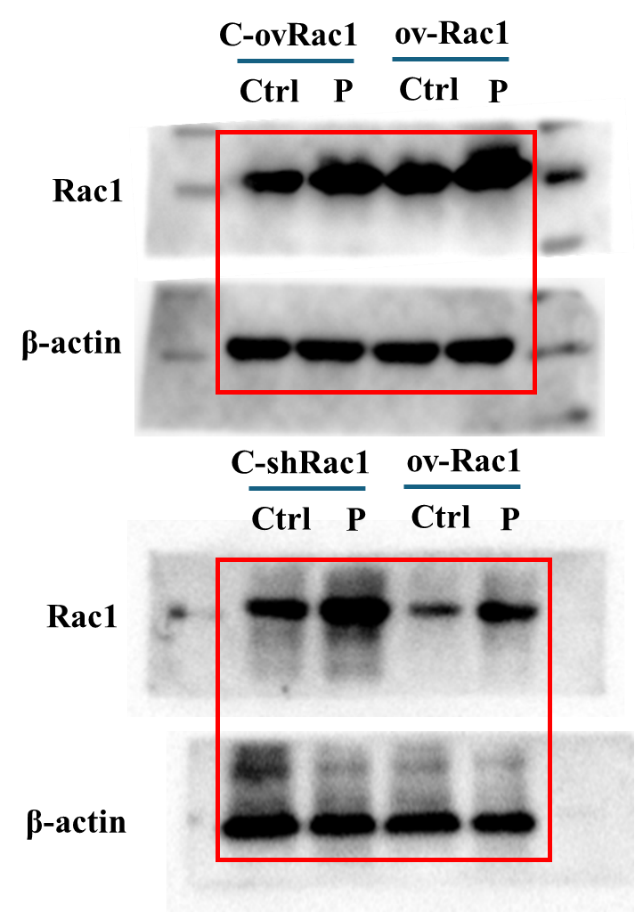 C-ovRac1 ov-Rac1
Ctrl P Ctrl P
Rac1
β-actin
C-shRac1 ov-Rac1
Ctrl P Ctrl P
Rac1
β-actin